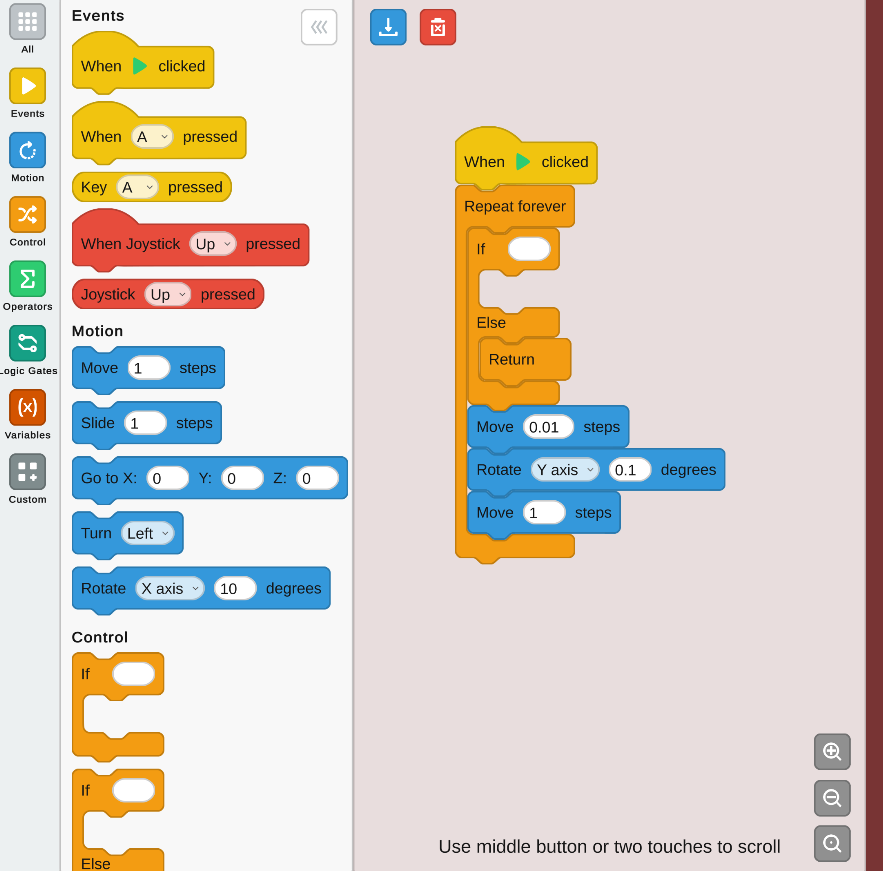 All
Events
Motion
Control
Operators
Logic Gates
Variables
Custom
Events
When clicked
When A pressed
Key A pressed
When Joystick Up pressed
Joystick Up pressed
Motion
Move 1 steps
Slide 1 steps
Go to X: 0 Y: 0 Z: 0
Turn Left
Rotate X axis 10 degrees
Control
If
If
Else
When clicked
Repeat forever
If
Else
Return
Move 0.01 steps
Rotate Y axis 0.1 degrees
Move 1 steps
Use middle button or two touches to scroll